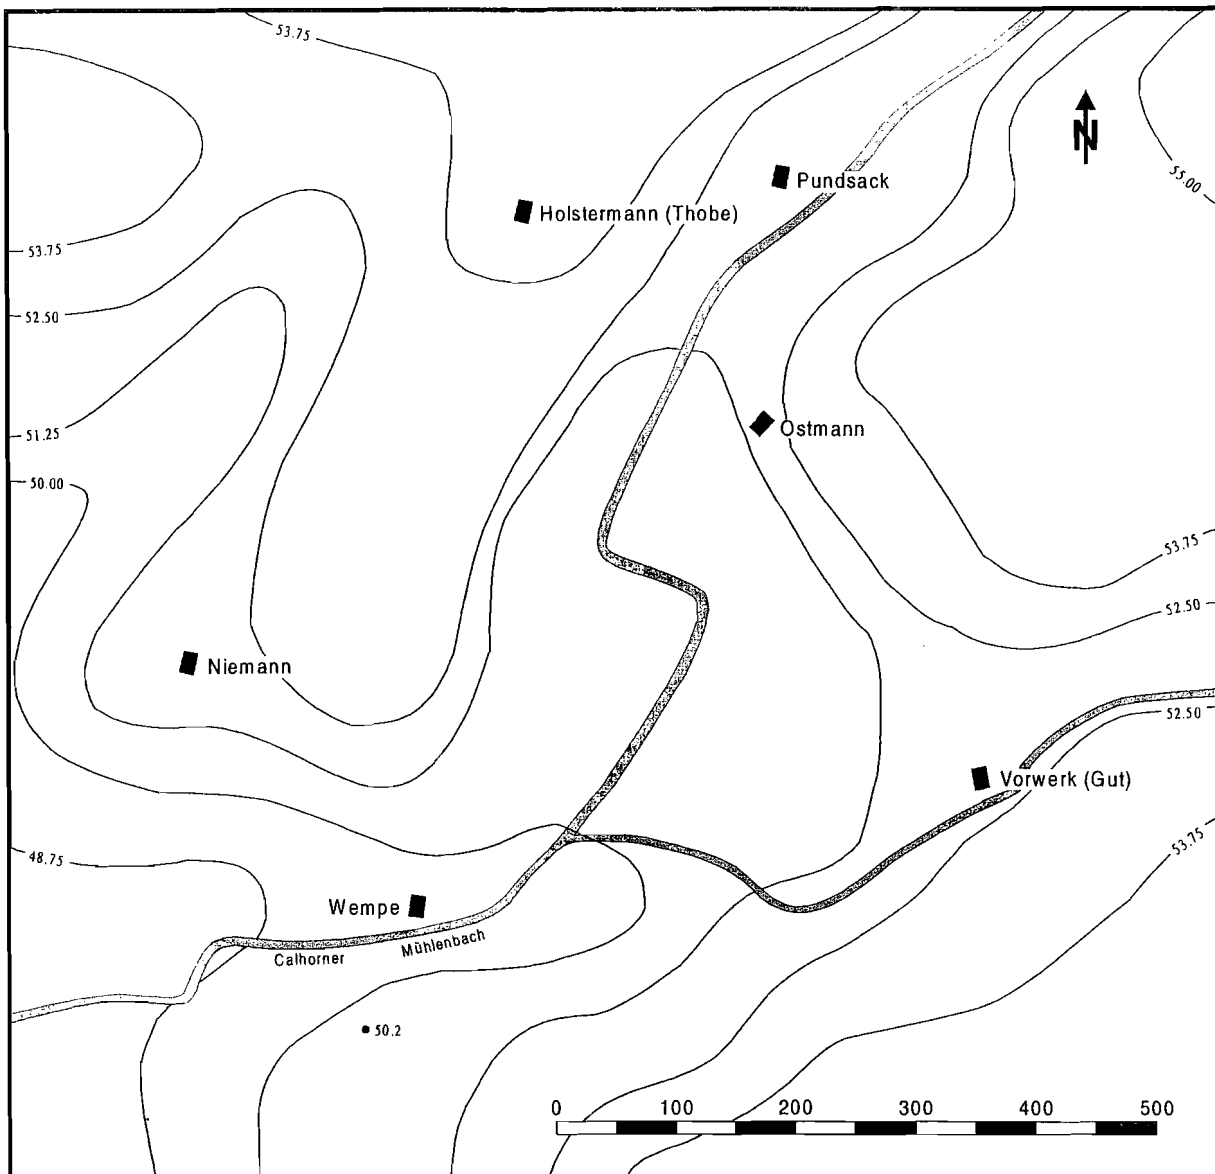 53.75
N
55.00
Pundsack
Holstermann (Thobe)
53.75
52.50
51.25
Ostmann
50.00
53.75
52.50
Niemann
52.50
Vorwerk (Gut)
53.75
48.75
Wempe
Calhorner Mühlenbach
50.2
0 100 200 300 400 500